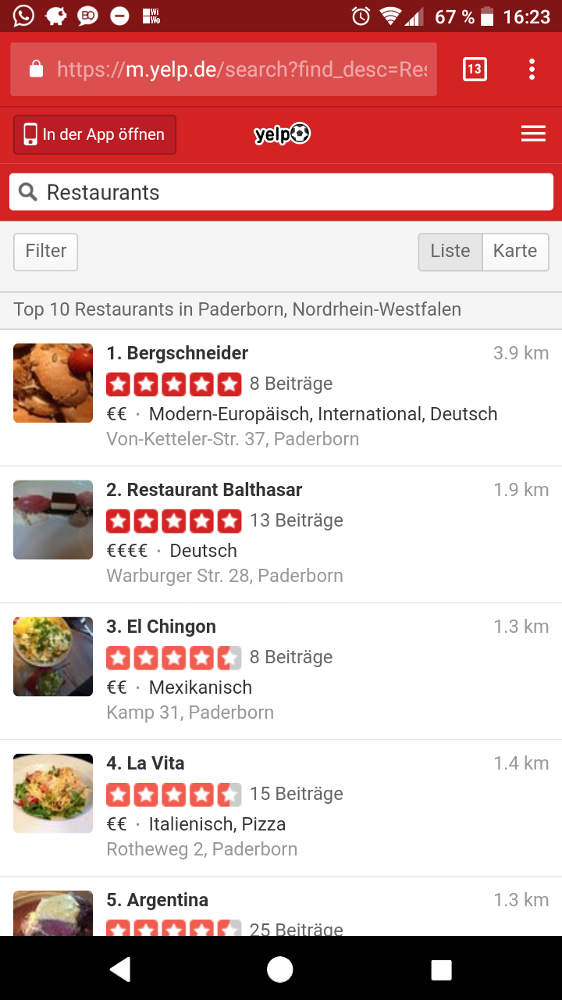 BO
Wi
Wo
67 %
16:23
https://m.yelp.de/search?find_desc=Res
13
In der App öffnen
yelp
Restaurants
Filter
Liste
Karte
Top 10 Restaurants in Paderborn, Nordrhein-Westfalen
1. Bergschneider
3.9 km
8 Beiträge
€€ · Modern-Europäisch, International, Deutsch
Von-Ketteler-Str. 37, Paderborn
2. Restaurant Balthasar
1.9 km
13 Beiträge
€€€€ · Deutsch
Warburger Str. 28, Paderborn
3. El Chingon
1.3 km
8 Beiträge
€€ · Mexikanisch
Kamp 31, Paderborn
4. La Vita
1.4 km
15 Beiträge
€€ · Italienisch, Pizza
Rotheweg 2, Paderborn
5. Argentina
1.3 km
25 Beiträge